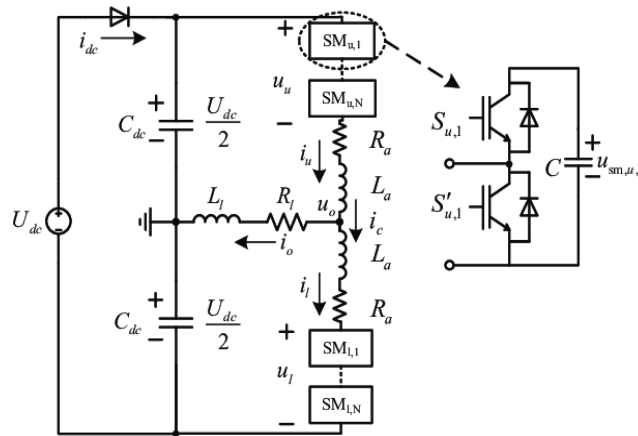 i_dc
+
SM_u,1
u_u
SM_u,N
−
+
C_dc
−
U_dc/2
i_u
R_a
L_a
L_l
R_l
u_o
i_c
i_o
U_dc
+
−
L_a
i_l
R_a
+
C_dc
−
U_dc/2
+
SM_l,1
u_l
SM_l,N
−
S_u,1
S'_u,1
C
+
u_sm,u,
−